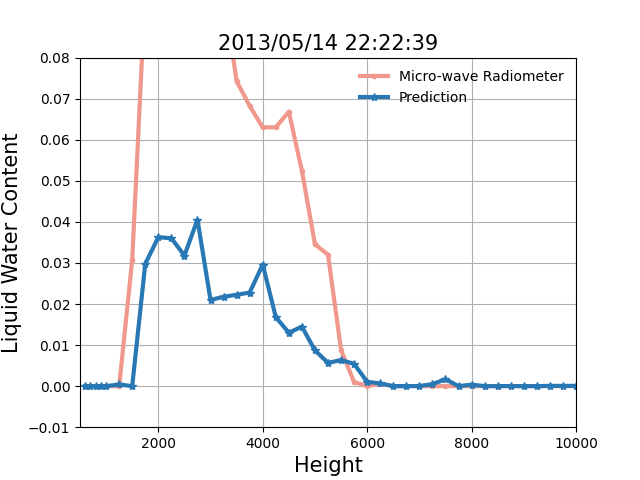 2013/05/14 22:22:39
Micro-wave Radiometer
Prediction
Liquid Water Content
0.08
0.07
0.06
0.05
0.04
0.03
0.02
0.01
0.00
−0.01
2000 4000 6000 8000 10000
Height